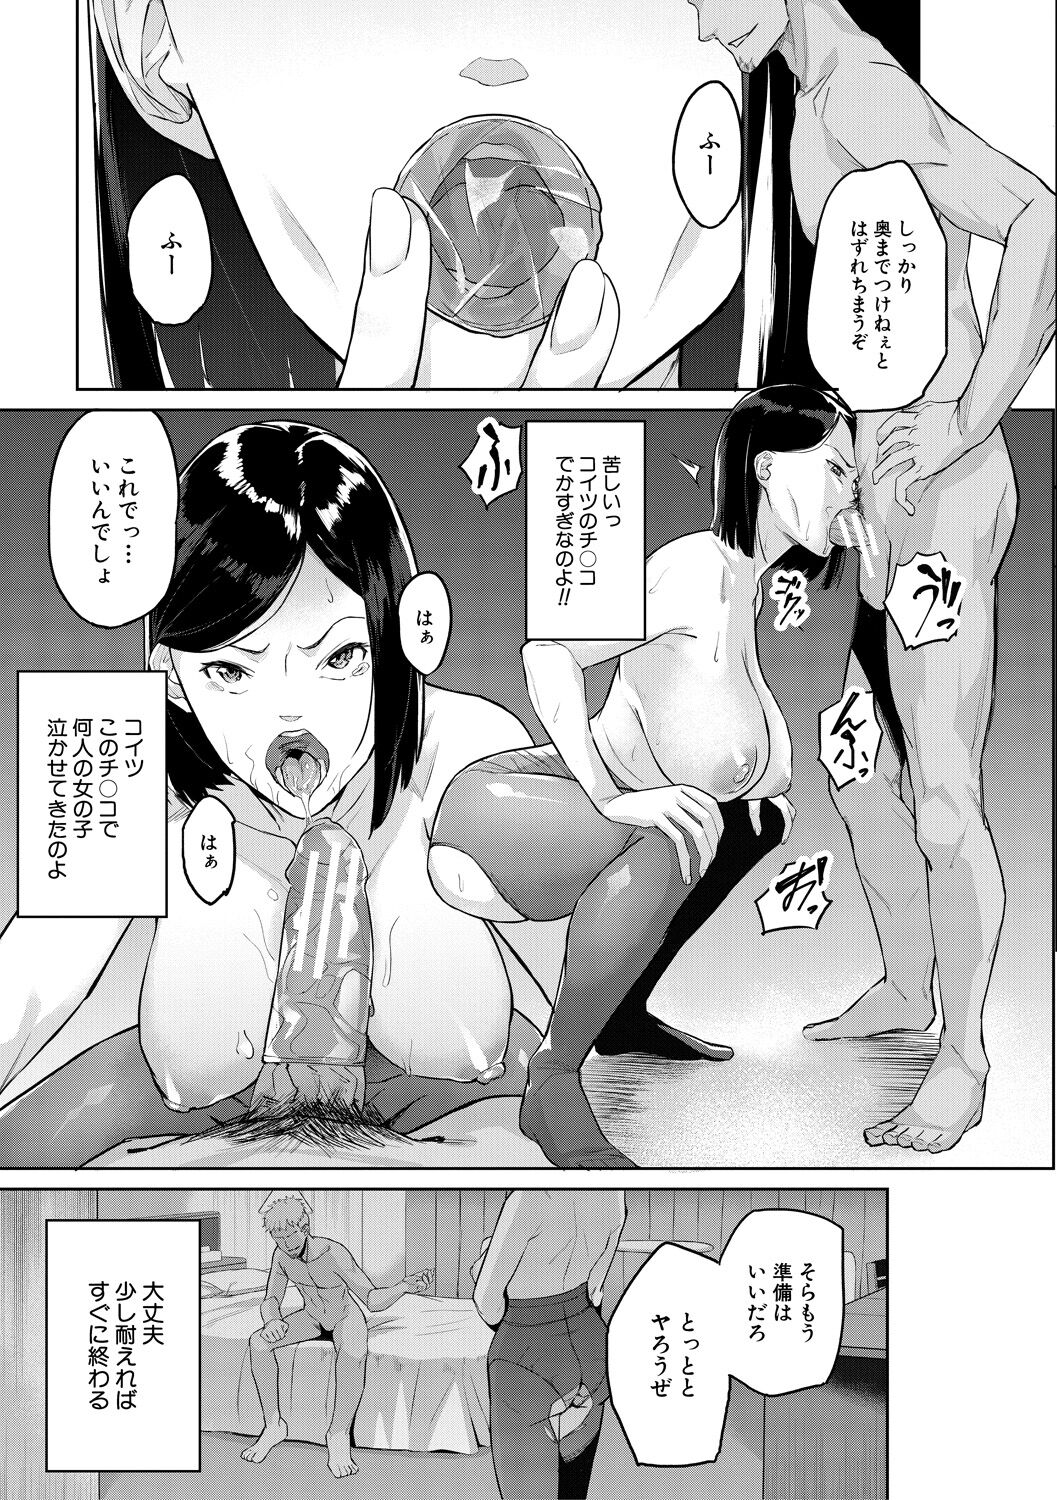 ふー
しっかり
奥までつけねぇと
はずれちまうぞ
ふー
苦しいっ
コイツのチ○コ
でかすぎなのよ!!
ふぅ
ジクッ
うっ
んふっ
おっ
これでっ…
いいんでしょ
はぁ
はぁ
コイツ
このチ○コで
何人の女の子
泣かせてきたのよ
そらもう
準備は
いいだろ
とっとと
ヤろうぜ
大丈夫
少し耐えれば
すぐに終わる